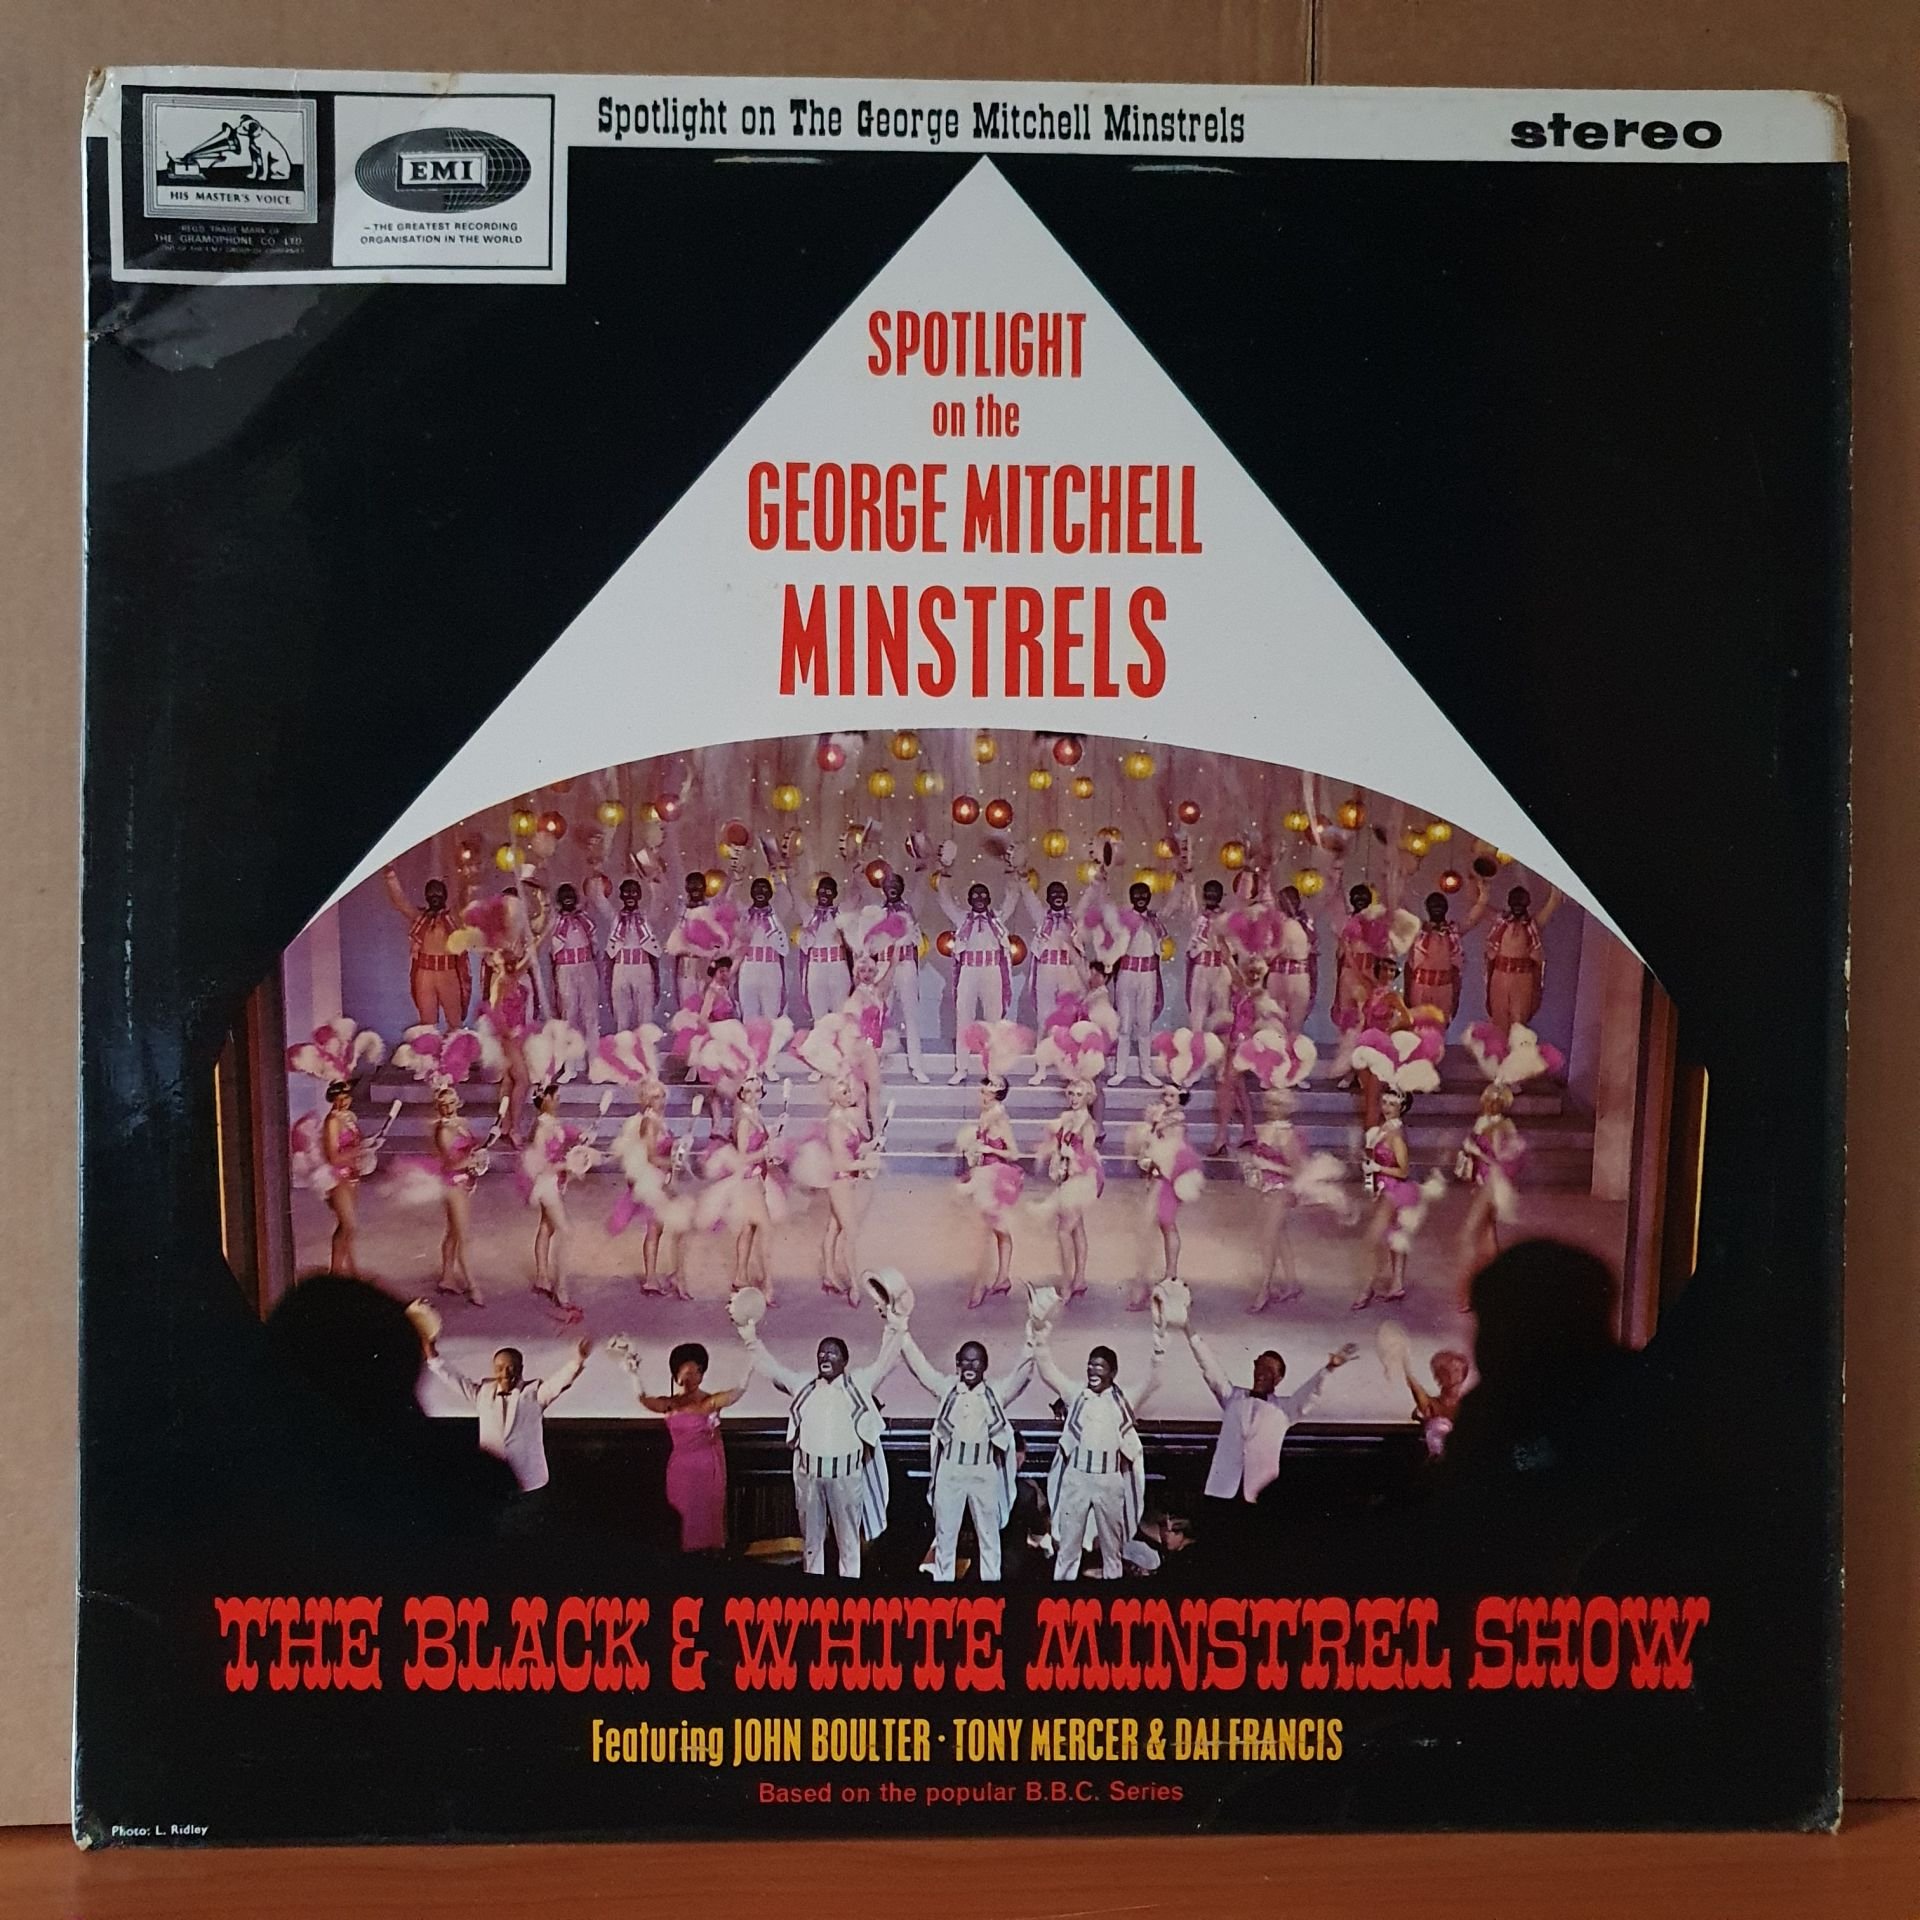 Spotlight on The George Mitchell Minstrels
stereo
HIS MASTER'S VOICE
REGD. TRADE MARK OF
THE GRAMOPHONE CO. LTD.
EMI
—THE GREATEST RECORDING
ORGANISATION IN THE WORLD
SPOTLIGHT
on the
GEORGE MITCHELL
MINSTRELS
THE BLACK & WHITE MINSTREL SHOW
Featuring JOHN BOULTER · TONY MERCER & DAI FRANCIS
Based on the popular B.B.C. Series
Photo: L. Ridley